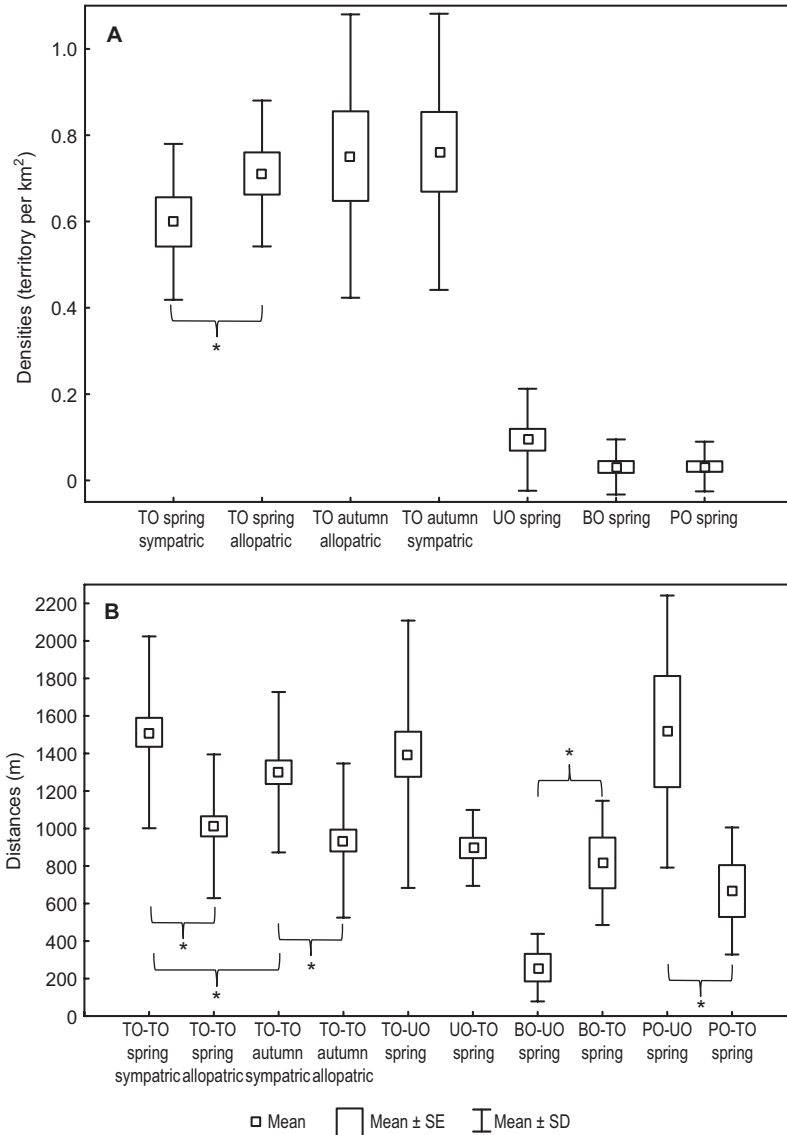 A
1.0
0.8
0.6
0.4
0.2
0
Densities (territory per km²)
*
TO spring sympatric
TO spring allopatric
TO autumn allopatric
TO autumn sympatric
UO spring
BO spring
PO spring
B
2200
2000
1800
1600
1400
1200
1000
800
600
400
200
0
Distances (m)
*
*
*
*
*
TO-TO spring sympatric
TO-TO spring allopatric
TO-TO autumn sympatric
TO-TO autumn allopatric
TO-UO spring
UO-TO spring
BO-UO spring
BO-TO spring
PO-UO spring
PO-TO spring
Mean
Mean ± SE
Mean ± SD